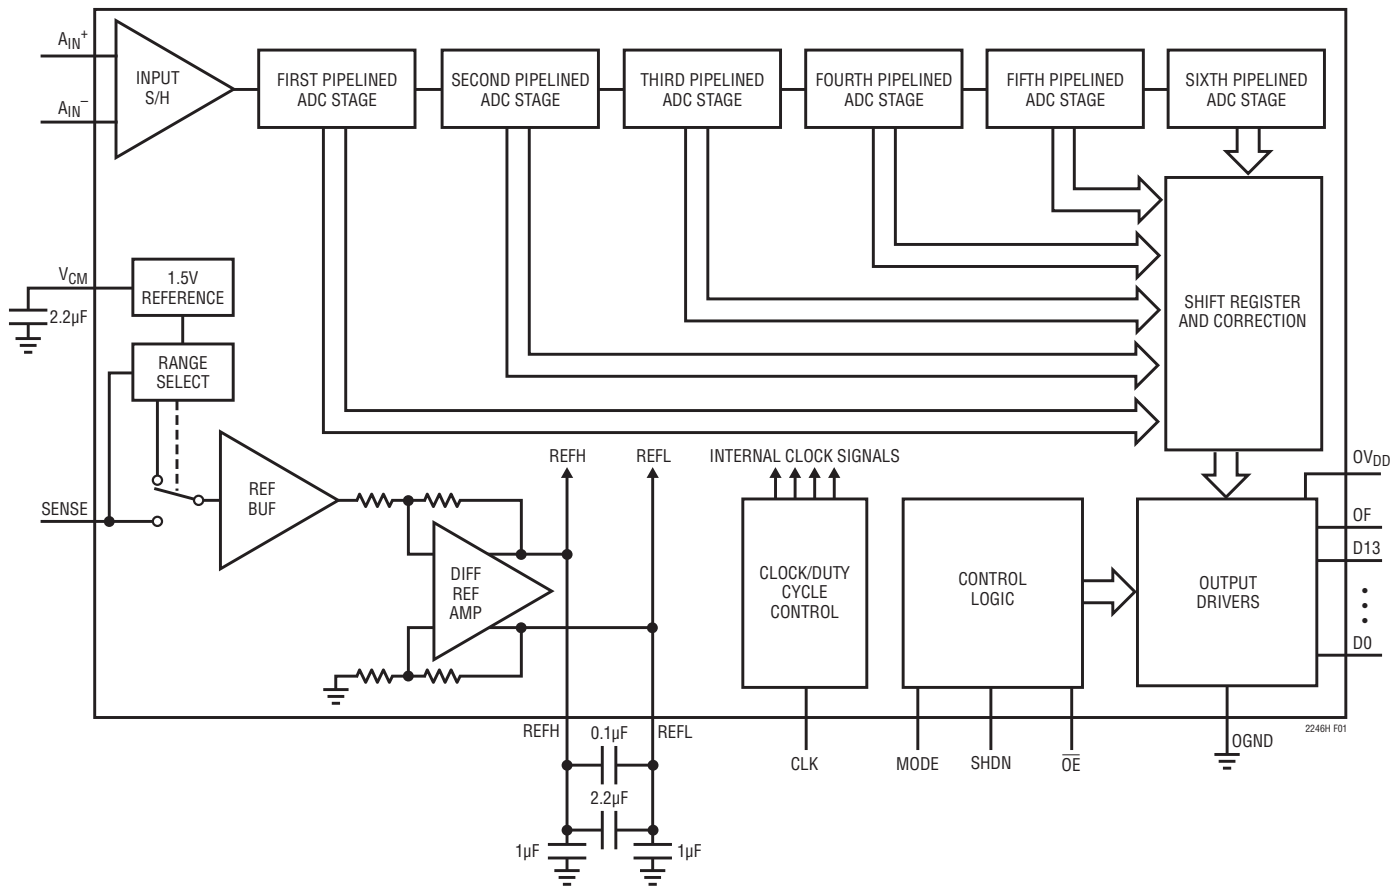 AIN+
AIN–
INPUT
S/H
FIRST PIPELINED
ADC STAGE
SECOND PIPELINED
ADC STAGE
THIRD PIPELINED
ADC STAGE
FOURTH PIPELINED
ADC STAGE
FIFTH PIPELINED
ADC STAGE
SIXTH PIPELINED
ADC STAGE
VCM
2.2µF
1.5V
REFERENCE
RANGE
SELECT
SHIFT REGISTER
AND CORRECTION
SENSE
REF
BUF
REFH
REFL
INTERNAL CLOCK SIGNALS
DIFF
REF
AMP
CLOCK/DUTY
CYCLE
CONTROL
CONTROL
LOGIC
OUTPUT
DRIVERS
OVDD
OF
D13
D0
REFH
0.1µF
REFL
2.2µF
1µF
1µF
CLK
MODE
SHDN
O̅E̅
OGND
2246H F01